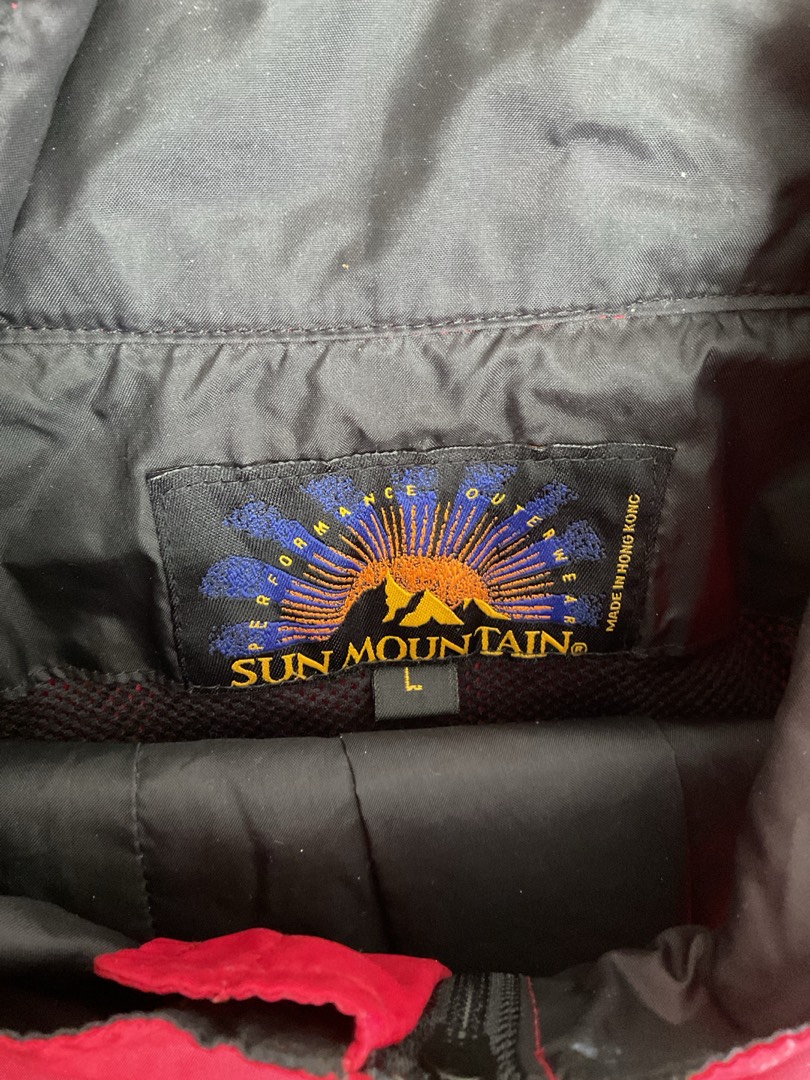 PERFORMANCE OUTERWEAR
SUN MOUNTAIN®
MADE IN HONG KONG
L